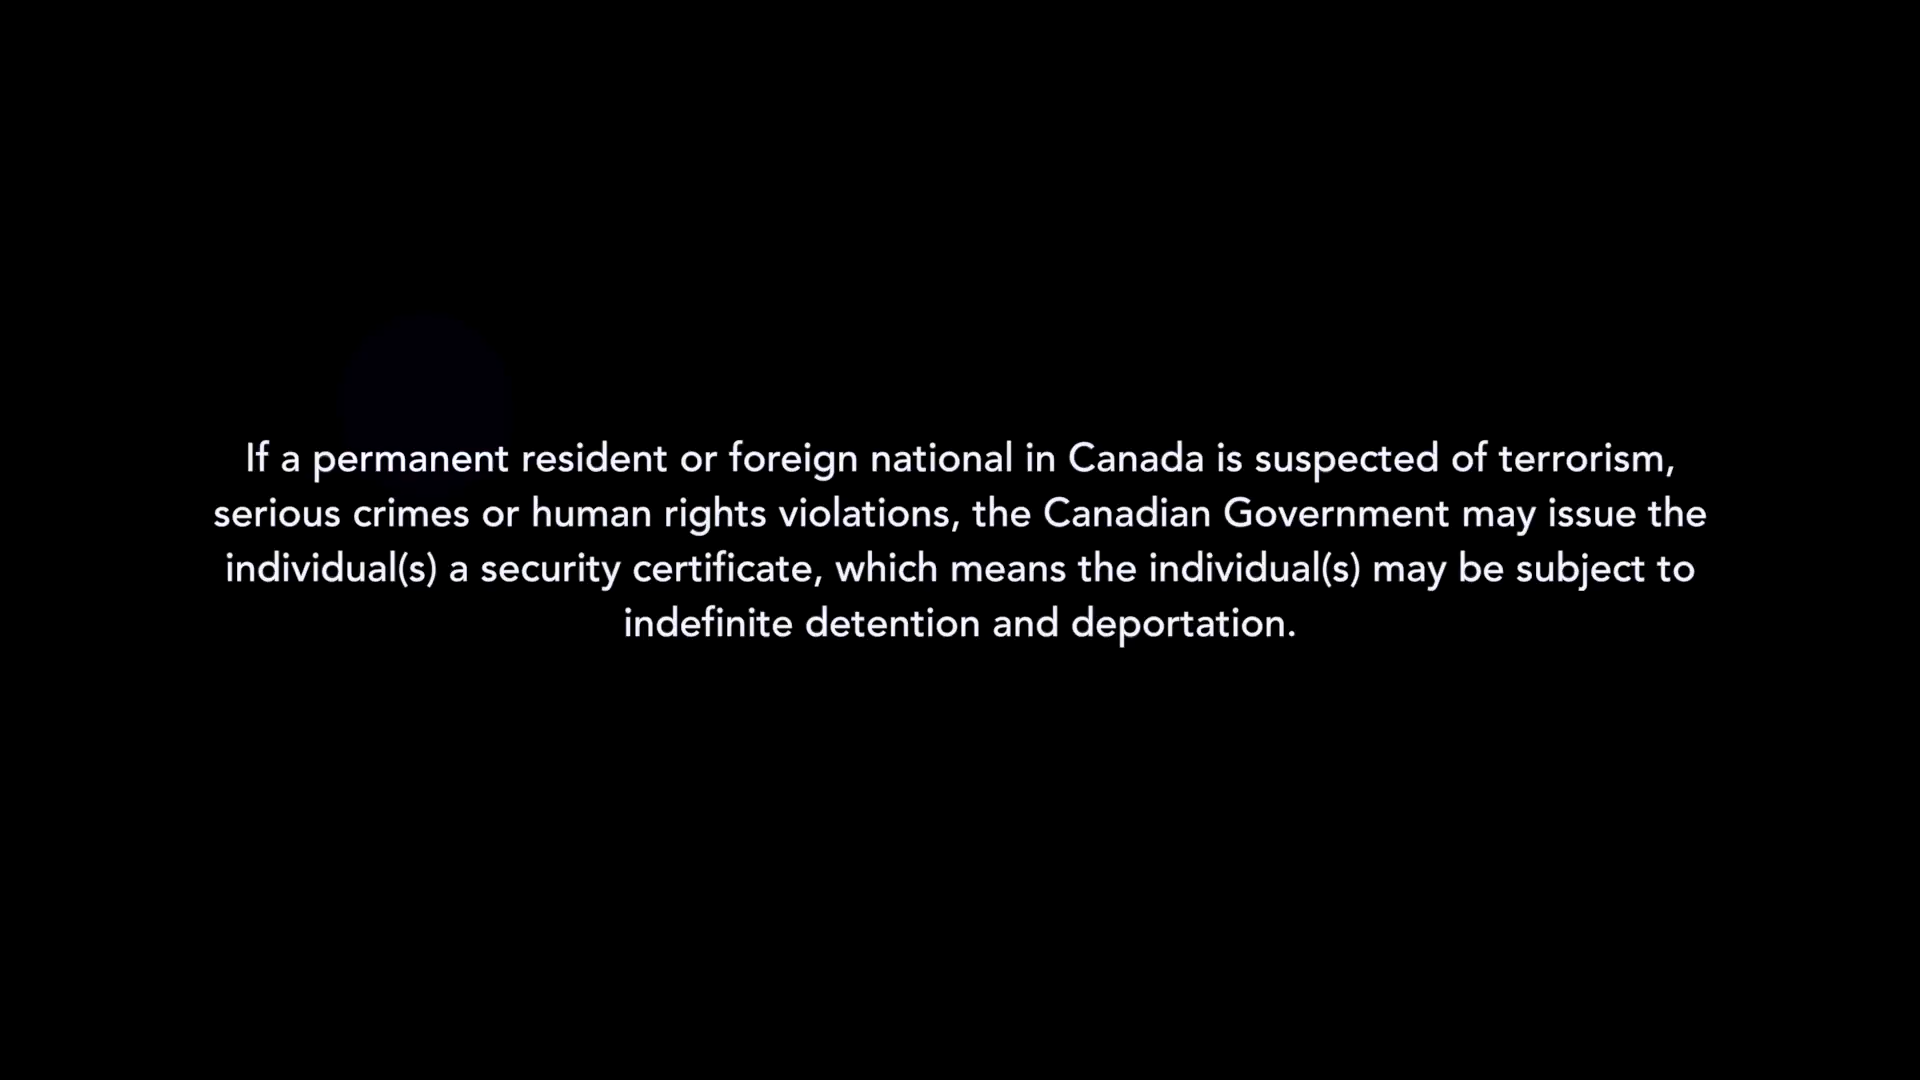 If a permanent resident or foreign national in Canada is suspected of terrorism,
serious crimes or human rights violations, the Canadian Government may issue the
individual(s) a security certificate, which means the individual(s) may be subject to
indefinite detention and deportation.